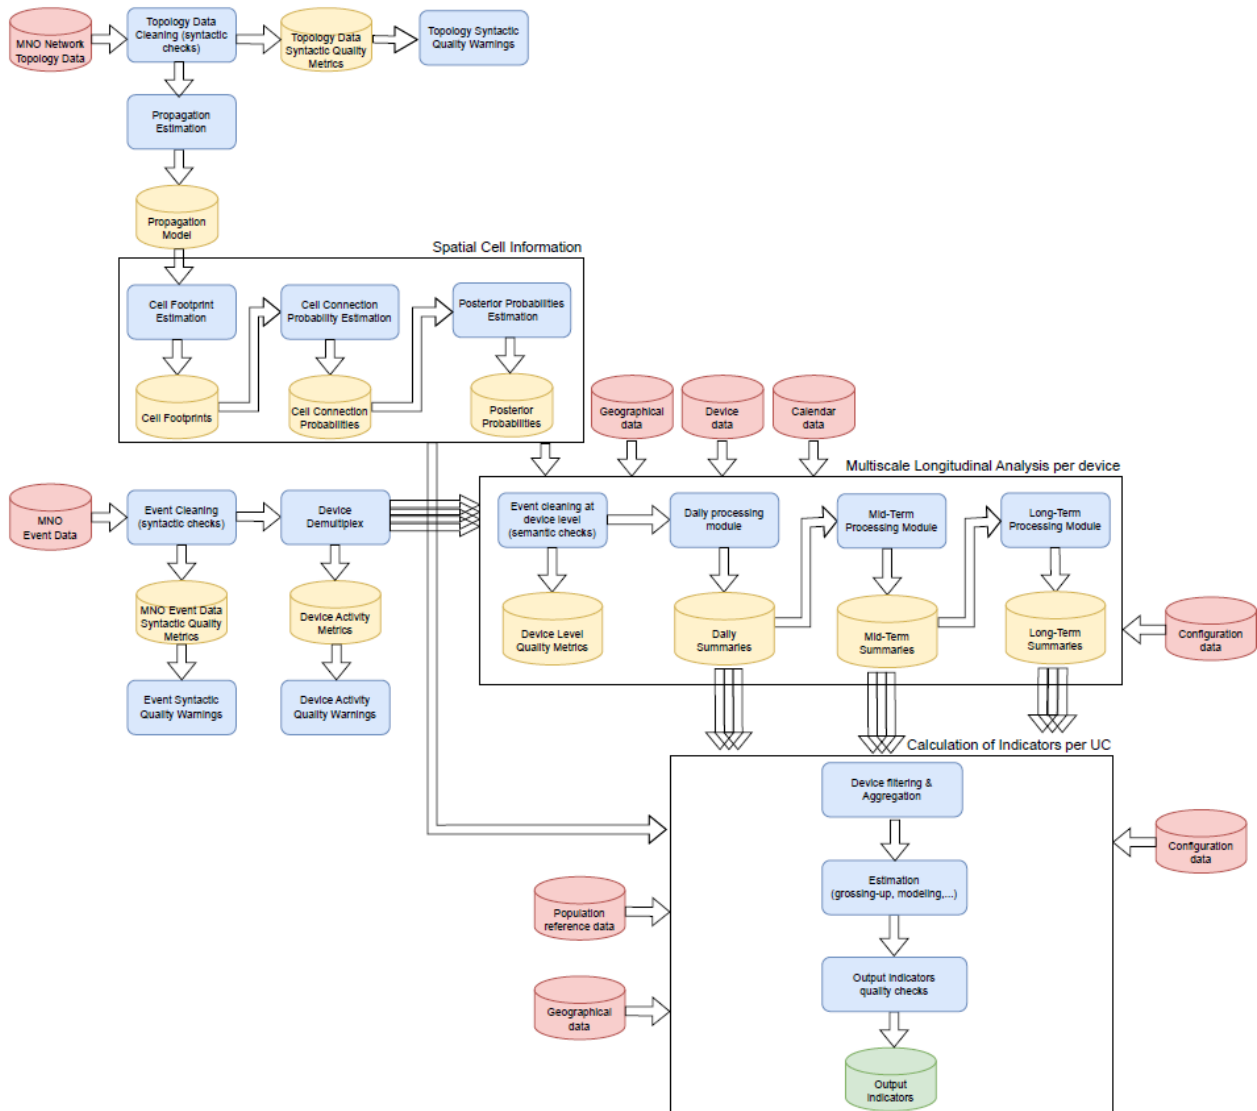 MNO Network
Topology Data
Topology Data
Cleaning (syntactic
checks)
Topology Data
Syntactic Quality
Metrics
Topology Syntactic
Quality Warnings
Propagation
Estimation
Propagation
Model
Spatial Cell Information
Cell Footprint
Estimation
Cell Connection
Probability Estimation
Posterior Probabilities
Estimation
Cell Footprints
Cell Connection
Probabilities
Posterior
Probabilities
Geographical
data
Device
data
Calendar
data
Multiscale Longitudinal Analysis per device
MNO
Event Data
Event Cleaning
(syntactic checks)
Device
Demultiplex
Event cleaning at
device level
(semantic checks)
Daily processing
module
Mid-Term
Processing Module
Long-Term
Processing Module
MNO Event Data
Syntactic Quality
Metrics
Device Activity
Metrics
Device Level
Quality Metrics
Daily
Summaries
Mid-Term
Summaries
Long-Term
Summaries
Configuration
data
Event Syntactic
Quality Warnings
Device Activity
Quality Warnings
Calculation of Indicators per UC
Device filtering &
Aggregation
Configuration
data
Estimation
(grossing-up, modeling,...)
Population
reference data
Output indicators
quality checks
Geographical
data
Output
indicators